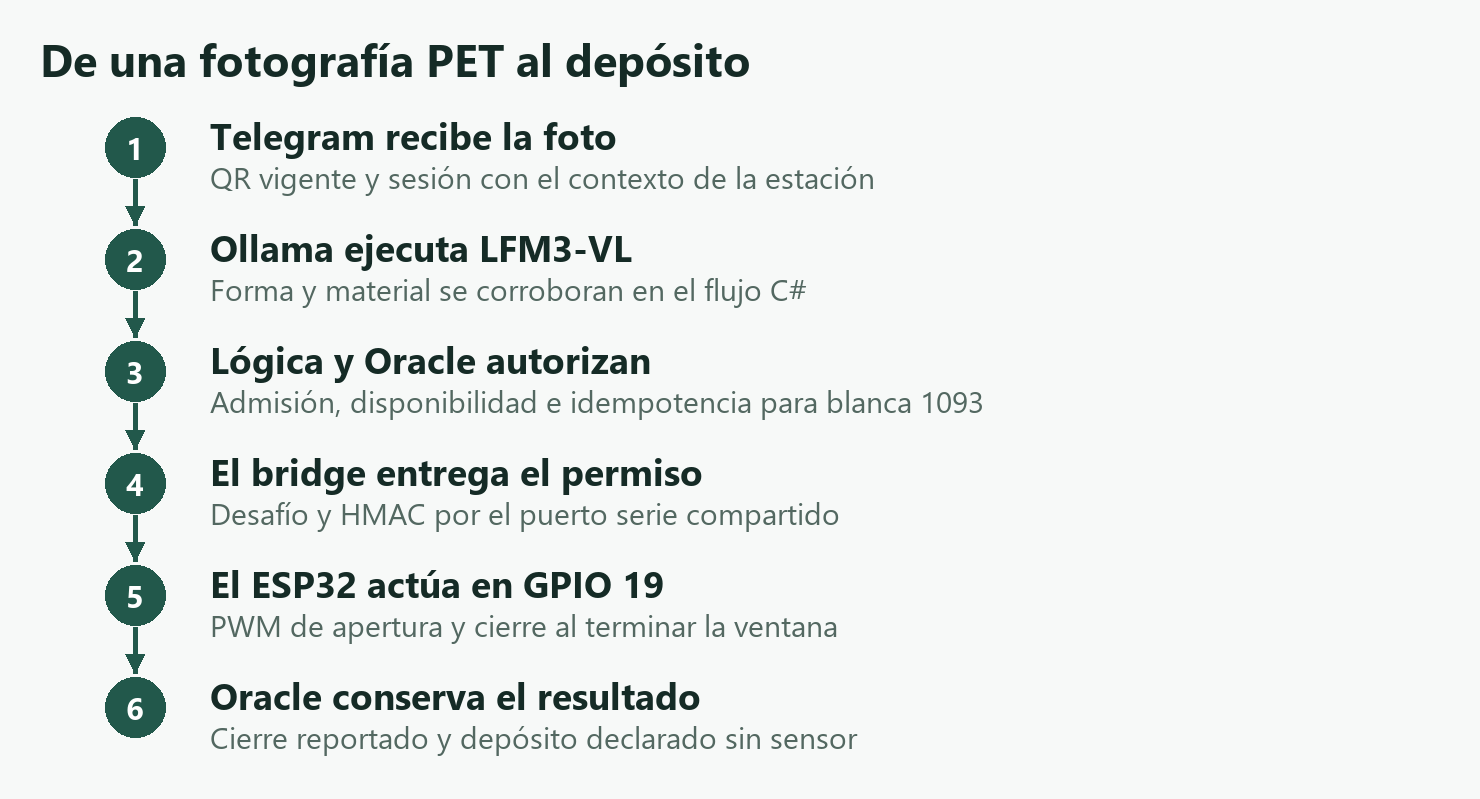 De una fotografía PET al depósito
1
Telegram recibe la foto
QR vigente y sesión con el contexto de la estación
2
Ollama ejecuta LFM3-VL
Forma y material se corroboran en el flujo C#
3
Lógica y Oracle autorizan
Admisión, disponibilidad e idempotencia para blanca 1093
4
El bridge entrega el permiso
Desafío y HMAC por el puerto serie compartido
5
El ESP32 actúa en GPIO 19
PWM de apertura y cierre al terminar la ventana
6
Oracle conserva el resultado
Cierre reportado y depósito declarado sin sensor